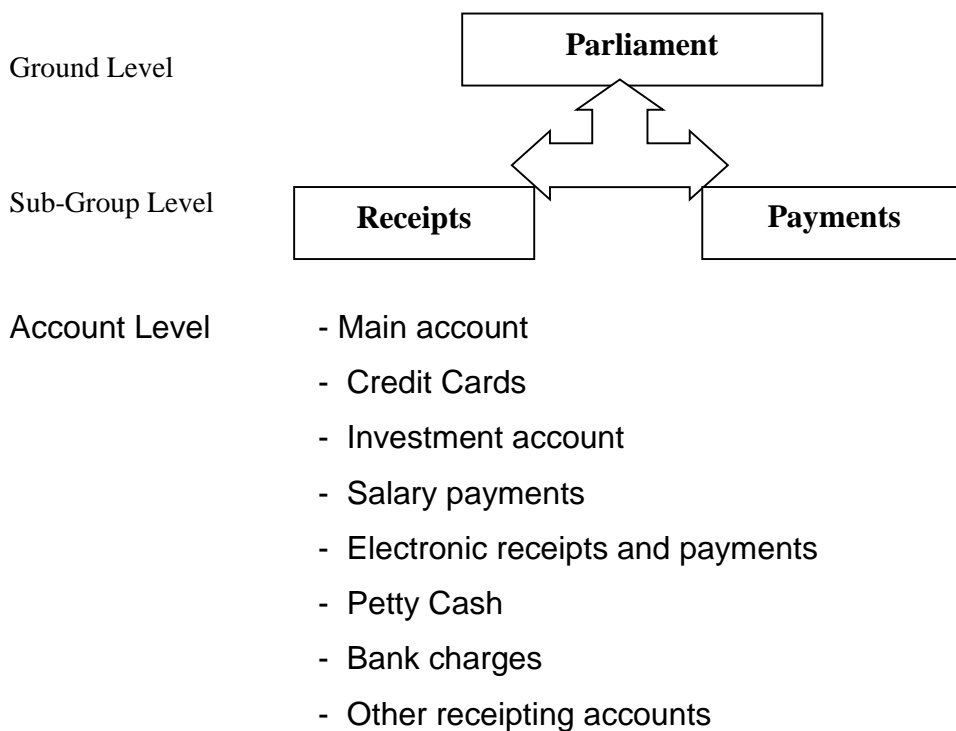 Parliament
Ground Level
Sub-Group Level
Receipts
Payments
Account Level - Main account
- Credit Cards
- Investment account
- Salary payments
- Electronic receipts and payments
- Petty Cash
- Bank charges
- Other receipting accounts